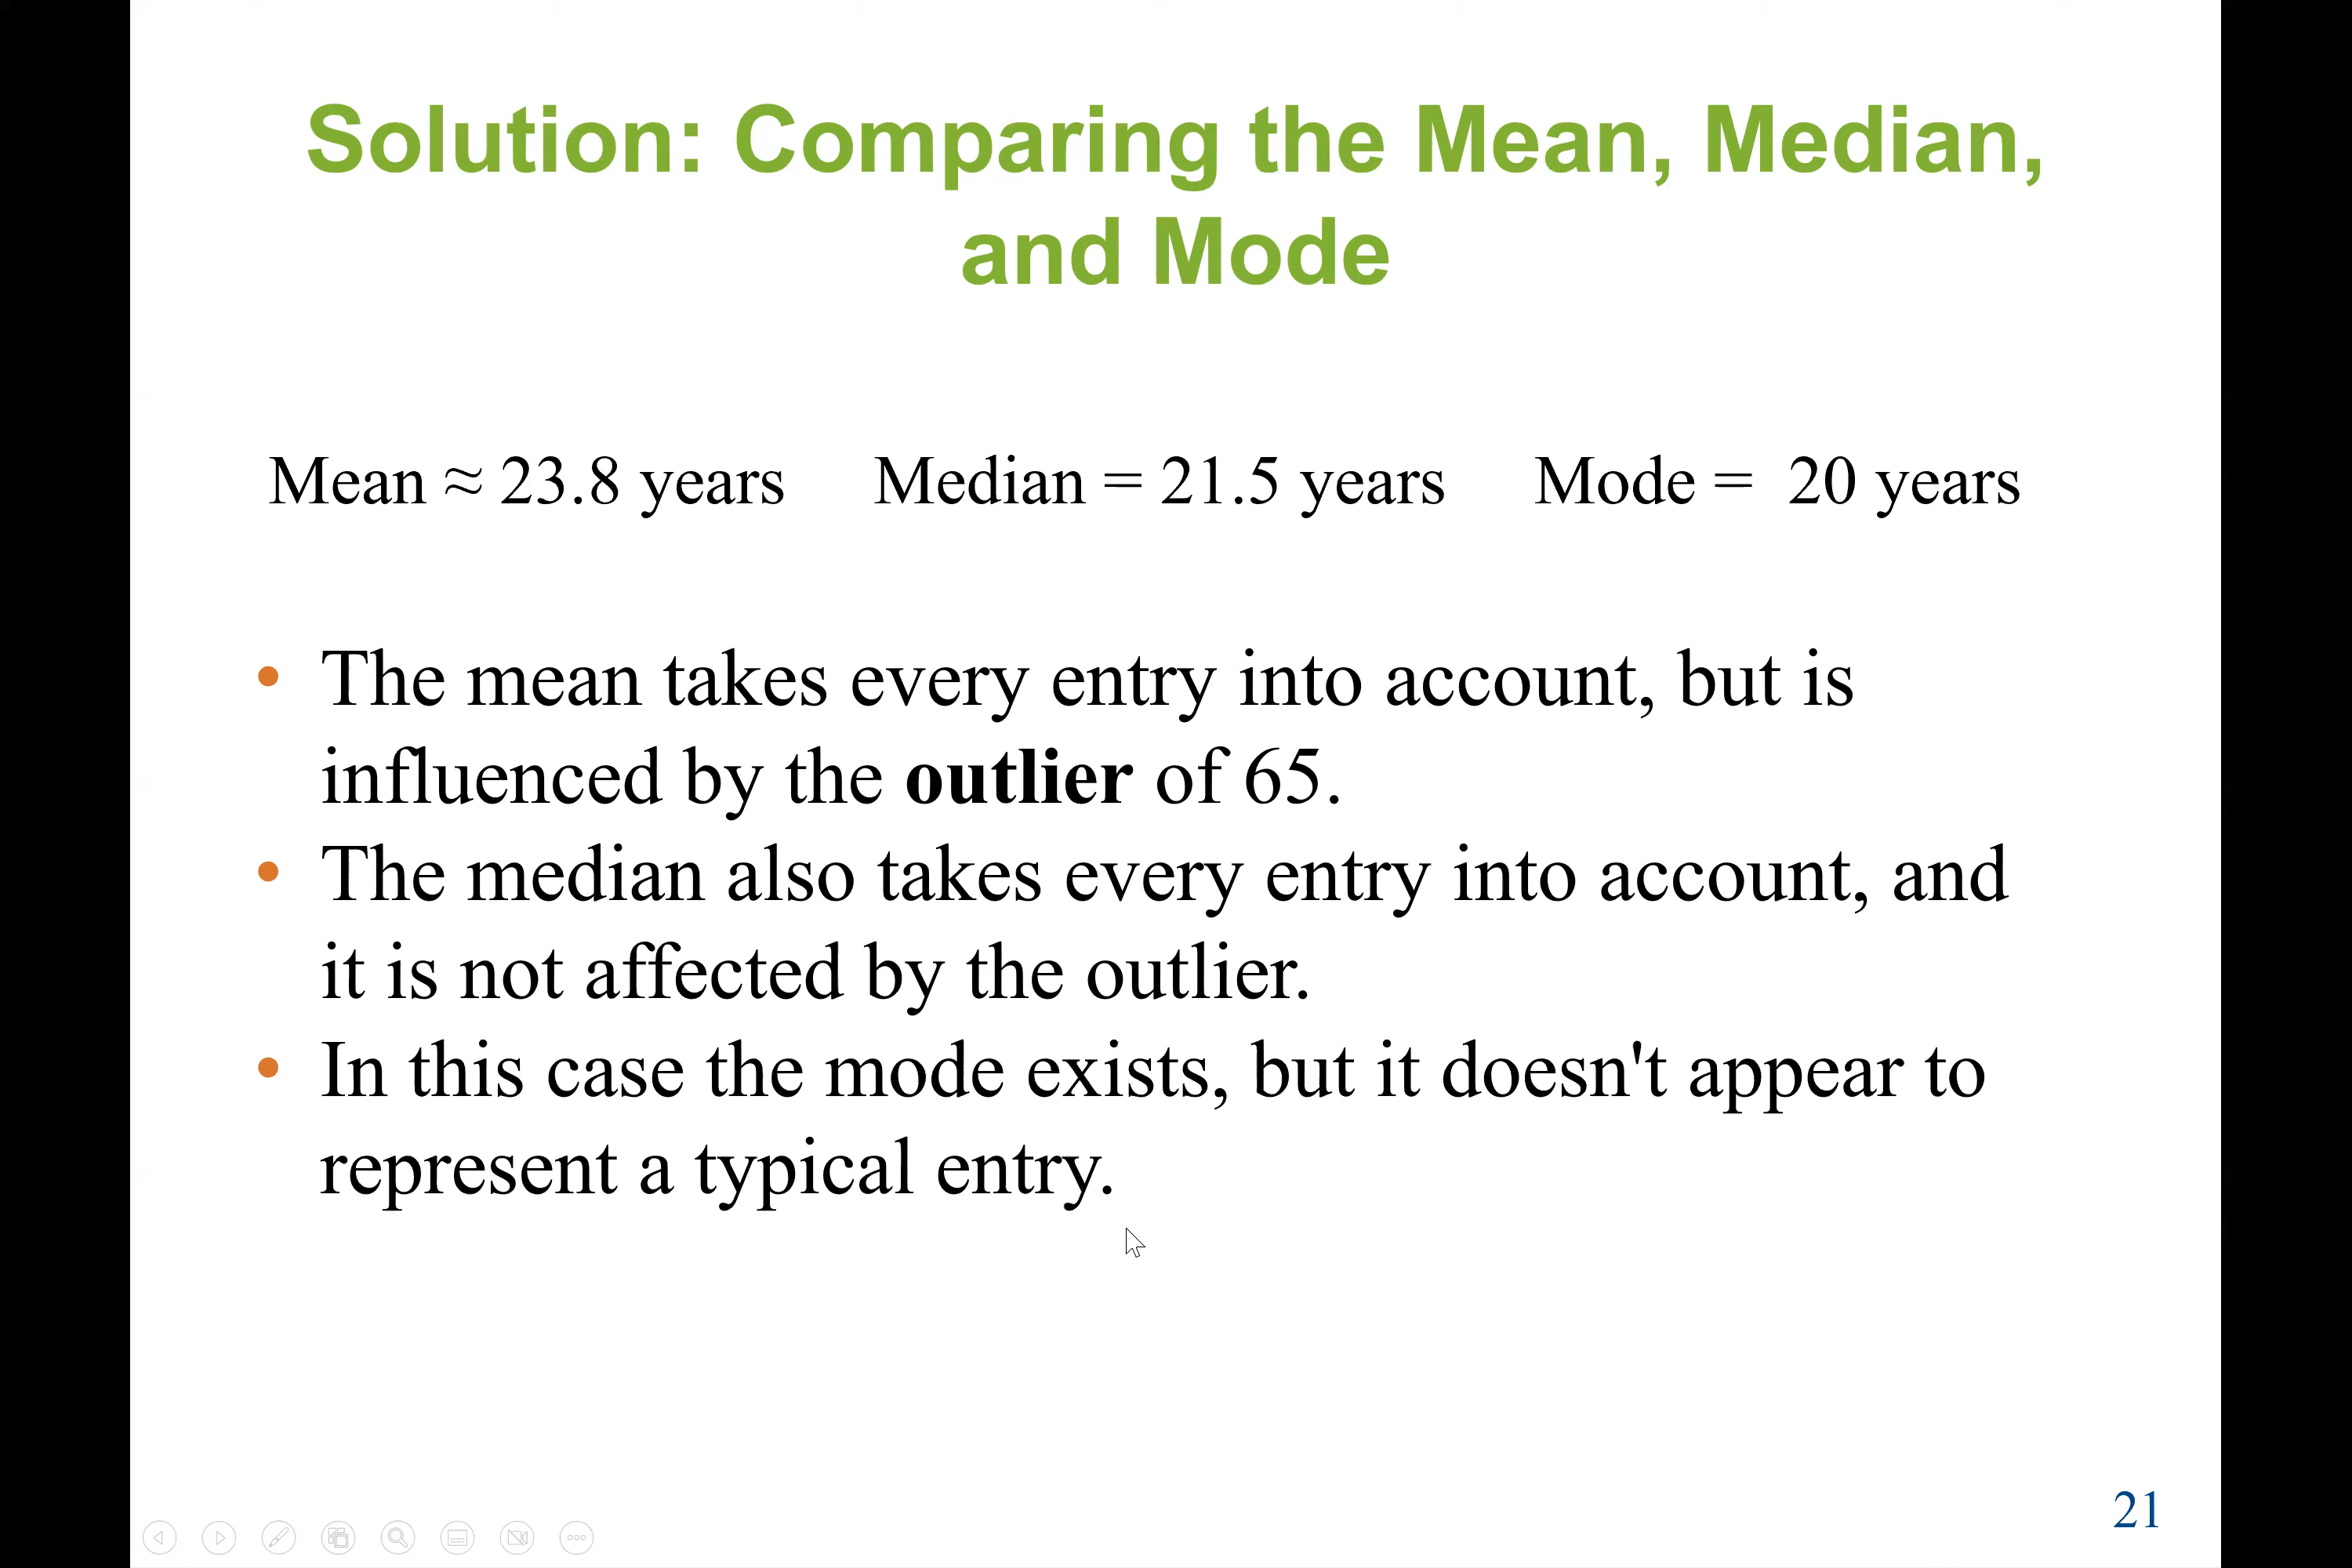 Solution: Comparing the Mean, Median,
and Mode
Mean ≈ 23.8 years Median = 21.5 years Mode = 20 years
• The mean takes every entry into account, but is
influenced by the outlier of 65.
• The median also takes every entry into account, and
it is not affected by the outlier.
• In this case the mode exists, but it doesn't appear to
represent a typical entry.
21